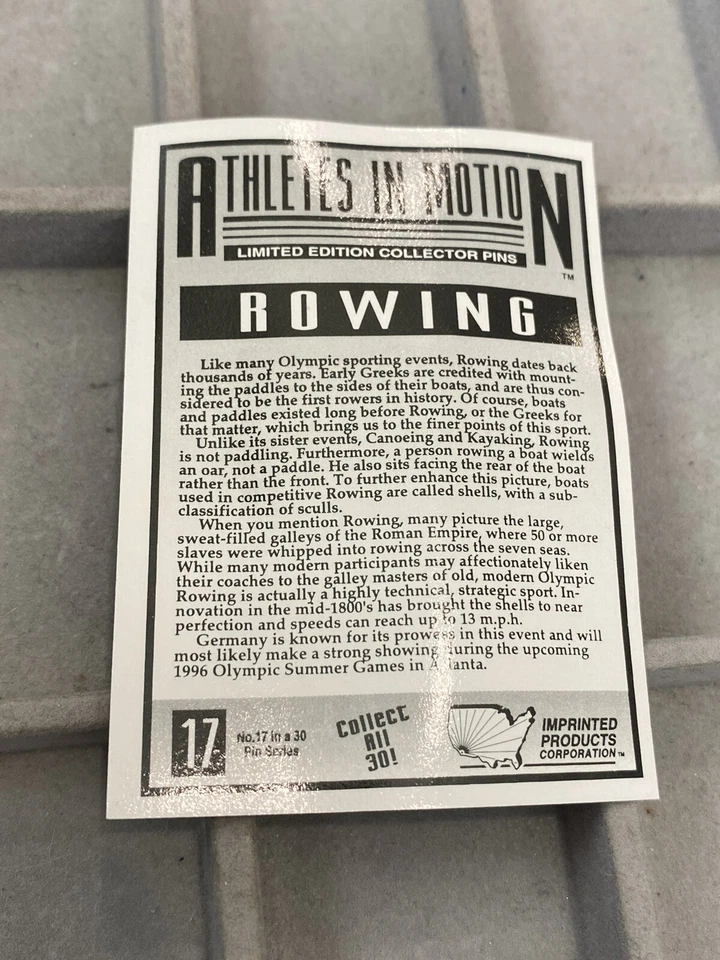 ATHLETES IN MOTION
LIMITED EDITION COLLECTOR PINS
TM
ROWING
Like many Olympic sporting events, Rowing dates back
thousands of years. Early Greeks are credited with mount-
ing the paddles to the sides of their boats, and are thus con-
sidered to be the first rowers in history. Of course, boats
and paddles existed long before Rowing, or the Greeks for
that matter, which brings us to the finer points of this sport.
Unlike its sister events, Canoeing and Kayaking, Rowing
is not paddling. Furthermore, a person rowing a boat wields
an oar, not a paddle. He also sits facing the rear of the boat
rather than the front. To further enhance this picture, boats
used in competitive Rowing are called shells, with a sub-
classification of sculls.
When you mention Rowing, many picture the large,
sweat-filled galleys of the Roman Empire, where 50 or more
slaves were whipped into rowing across the seven seas.
While many modern participants may affectionately liken
their coaches to the galley masters of old, modern Olympic
Rowing is actually a highly technical, strategic sport. In-
novation in the mid-1800's has brought the shells to near
perfection and speeds can reach up to 13 m.p.h.
Germany is known for its prowess in this event and will
most likely make a strong showing during the upcoming
1996 Olympic Summer Games in Atlanta.
17
No.17 in a 30
Pin Series
Collect
All
30!
IMPRINTED
PRODUCTS
CORPORATION TM